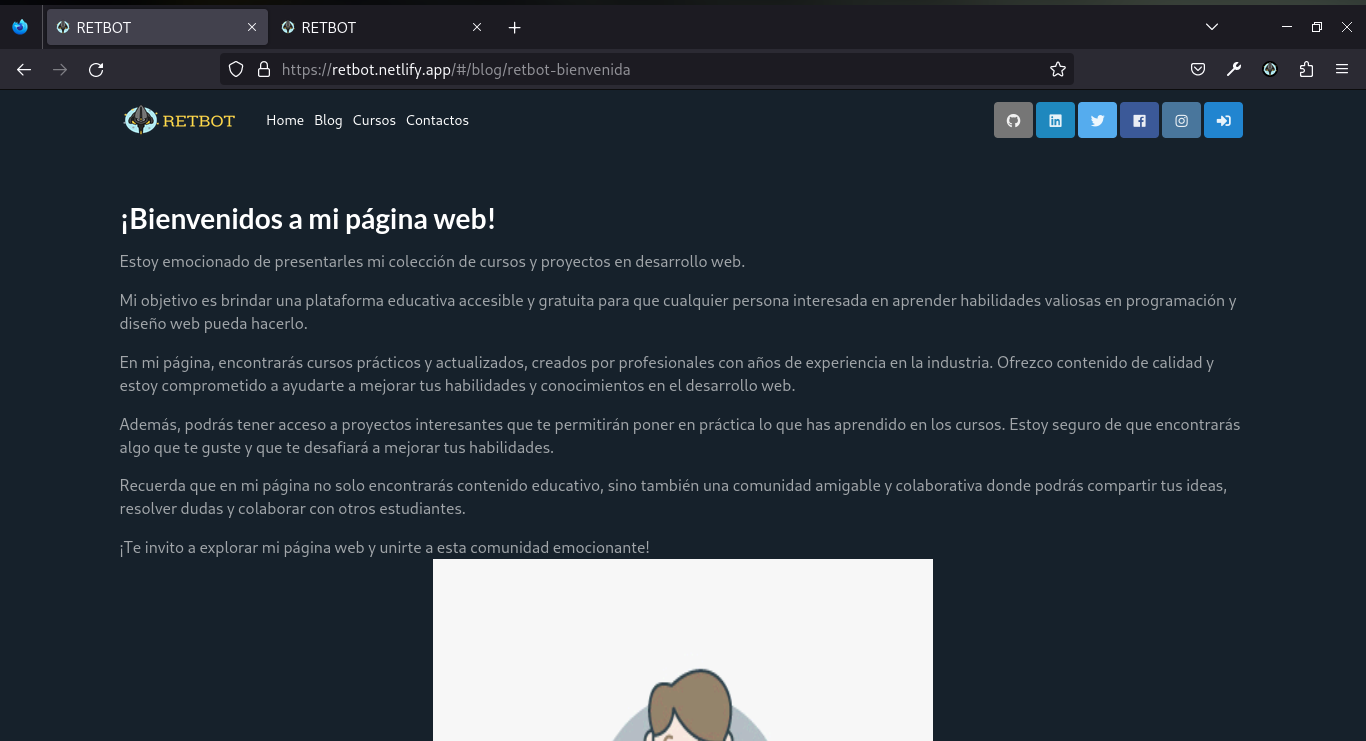 RETBOT
RETBOT
https://retbot.netlify.app/#/blog/retbot-bienvenida
RETBOT
Home Blog Cursos Contactos
¡Bienvenidos a mi página web!
Estoy emocionado de presentarles mi colección de cursos y proyectos en desarrollo web.
Mi objetivo es brindar una plataforma educativa accesible y gratuita para que cualquier persona interesada en aprender habilidades valiosas en programación y
diseño web pueda hacerlo.
En mi página, encontrarás cursos prácticos y actualizados, creados por profesionales con años de experiencia en la industria. Ofrezco contenido de calidad y
estoy comprometido a ayudarte a mejorar tus habilidades y conocimientos en el desarrollo web.
Además, podrás tener acceso a proyectos interesantes que te permitirán poner en práctica lo que has aprendido en los cursos. Estoy seguro de que encontrarás
algo que te guste y que te desafiará a mejorar tus habilidades.
Recuerda que en mi página no solo encontrarás contenido educativo, sino también una comunidad amigable y colaborativa donde podrás compartir tus ideas,
resolver dudas y colaborar con otros estudiantes.
¡Te invito a explorar mi página web y unirte a esta comunidad emocionante!